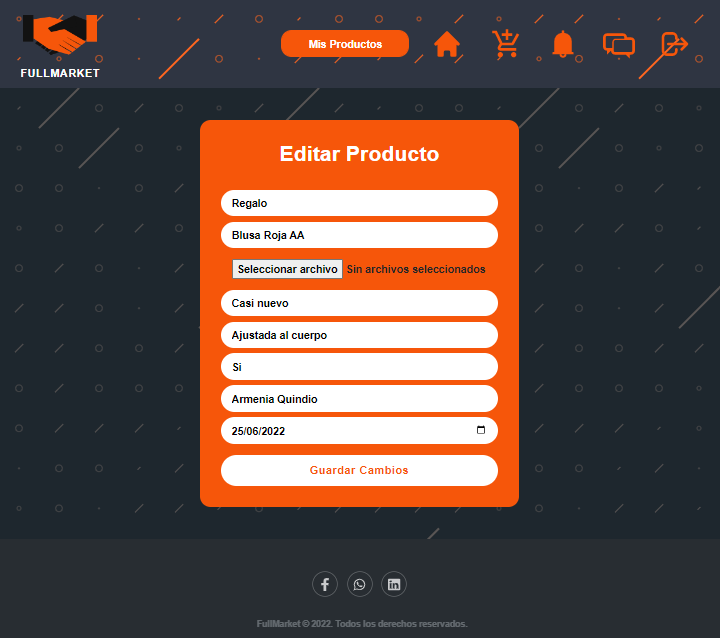 Mis Productos
FULLMARKET
Editar Producto
Regalo
Blusa Roja AA
Seleccionar archivo Sin archivos seleccionados
Casi nuevo
Ajustada al cuerpo
Si
Armenia Quindio
25/06/2022
Guardar Cambios
FullMarket © 2022. Todos los derechos reservados.